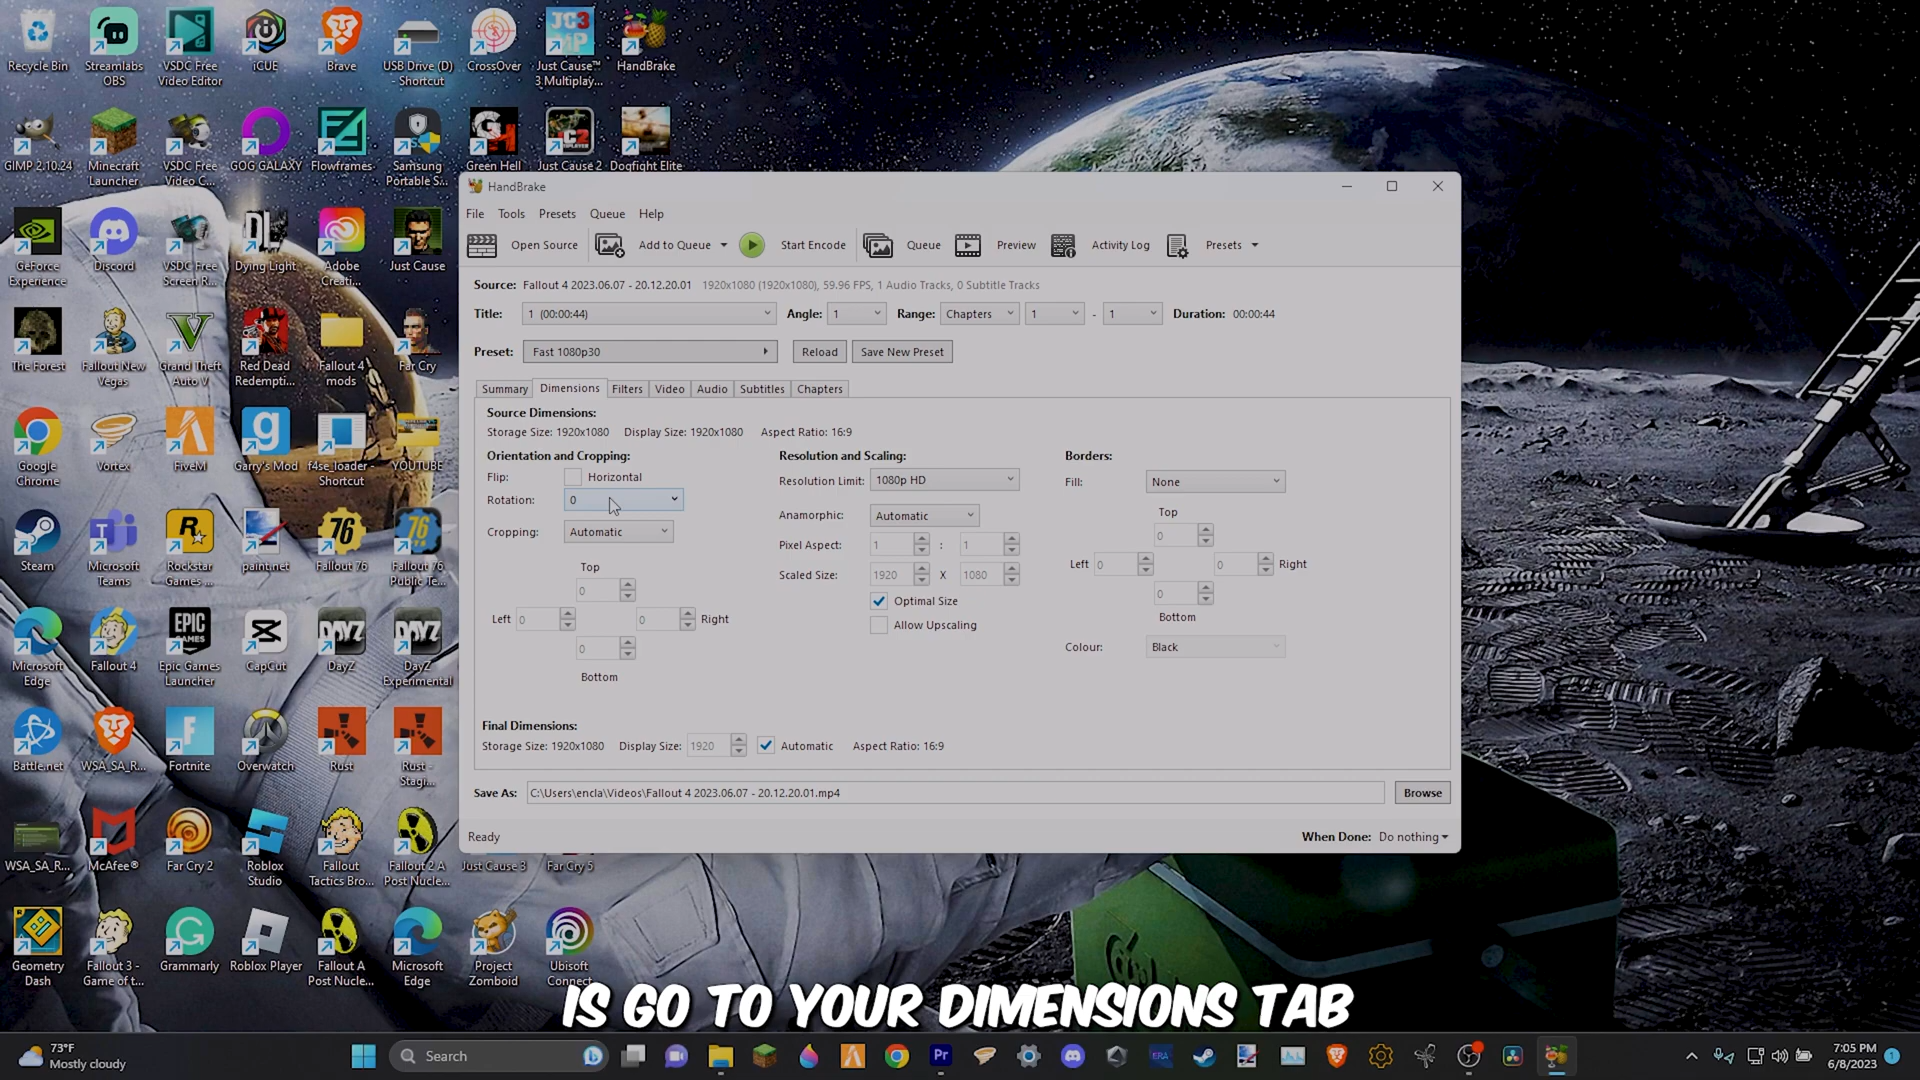 Recycle Bin
Streamlabs OBS
VSDC Free Video Editor
iCUE
Brave
USB Drive (D) - Shortcut
CrossOver
Just Cause™ 3 Multiplay...
HandBrake
GIMP 2.10.24
Minecraft Launcher
VSDC Free Video C...
GOG GALAXY
Flowframes
Samsung Portable S...
Green Hell
Just Cause 2
Dogfight Elite
GeForce Experience
Discord
VSDC Free Screen R...
Dying Light
Adobe Creati...
Just Cause
The Forest
Fallout New Vegas
Grand Theft Auto V
Red Dead Redempti...
Fallout 4 mods
Far Cry
Google Chrome
Vortex
FiveM
Garry's Mod
f4se_loader - Shortcut
YOUTUBE
Steam
Microsoft Teams
Rockstar Games ...
paint.net
Fallout 76
Fallout 76 Public Te...
Microsoft Edge
Fallout 4
Epic Games Launcher
CapCut
DayZ
DayZ Experimental
Battle.net
WSA_SA_R...
Fortnite
Overwatch
Rust
Rust - Stagi...
WSA_SA_R...
McAfee®
Far Cry 2
Roblox Studio
Fallout Tactics Bro...
Fallout 2 A Post Nucle...
Just Cause 3
Far Cry 5
Geometry Dash
Fallout 3 - Game of t...
Grammarly
Roblox Player
Fallout A Post Nucle...
Microsoft Edge
Project Zomboid
Ubisoft Connect
HandBrake
File Tools Presets Queue Help
Open Source Add to Queue Start Encode Queue Preview Activity Log Presets
Source: Fallout 4 2023.06.07 - 20.12.20.01 1920x1080 (1920x1080), 59.96 FPS, 1 Audio Tracks, 0 Subtitle Tracks
Title: 1 (00:00:44) Angle: 1 Range: Chapters 1 - 1 Duration: 00:00:44
Preset: Fast 1080p30 Reload Save New Preset
Summary Dimensions Filters Video Audio Subtitles Chapters
Source Dimensions:
Storage Size: 1920x1080 Display Size: 1920x1080 Aspect Ratio: 16:9
Orientation and Cropping:
Flip: Horizontal
Rotation: 0
Cropping: Automatic
Top
0
Left 0 0 Right
0
Bottom
Resolution and Scaling:
Resolution Limit: 1080p HD
Anamorphic: Automatic
Pixel Aspect: 1 : 1
Scaled Size: 1920 X 1080
Optimal Size
Allow Upscaling
Borders:
Fill: None
Top
0
Left 0 0 Right
0
Bottom
Colour: Black
Final Dimensions:
Storage Size: 1920x1080 Display Size: 1920 Automatic Aspect Ratio: 16:9
Save As: C:\Users\encla\Videos\Fallout 4 2023.06.07 - 20.12.20.01.mp4 Browse
Ready When Done: Do nothing
IS GO TO YOUR DIMENSIONS TAB
73°F
Mostly cloudy
Search
7:05 PM
6/8/2023